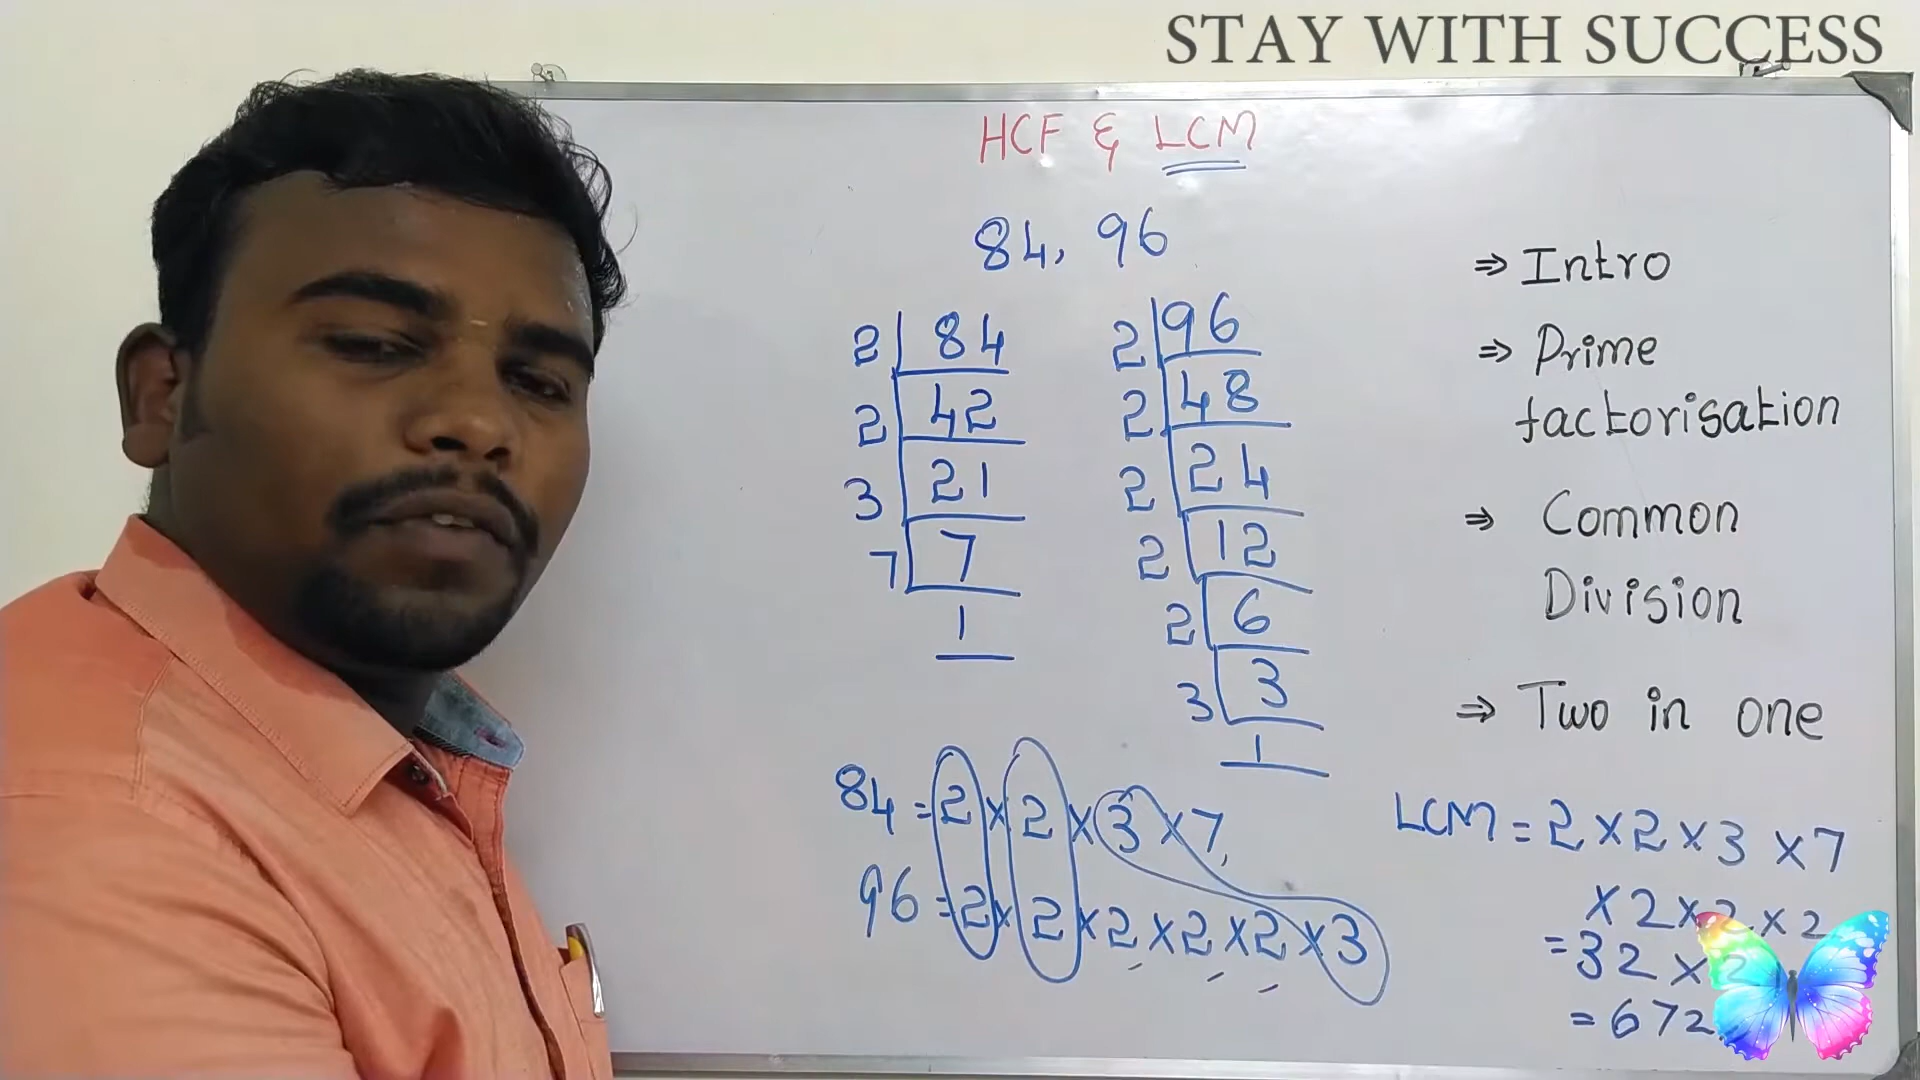 STAY WITH SUCCESS
HCF & LCM
84, 96
2 84
2 42
3 21
7 7
1
2 96
2 48
2 24
2 12
2 6
3 3
1
⇒ Intro
⇒ Prime
factorisation
⇒ Common
Division
⇒ Two in one
84 = 2 × 2 × 3 × 7
96 = 2 × 2 × 2 × 2 × 2 × 3
LCM = 2 × 2 × 3 × 7
× 2 × 2 × 2
= 32 × 2
= 672